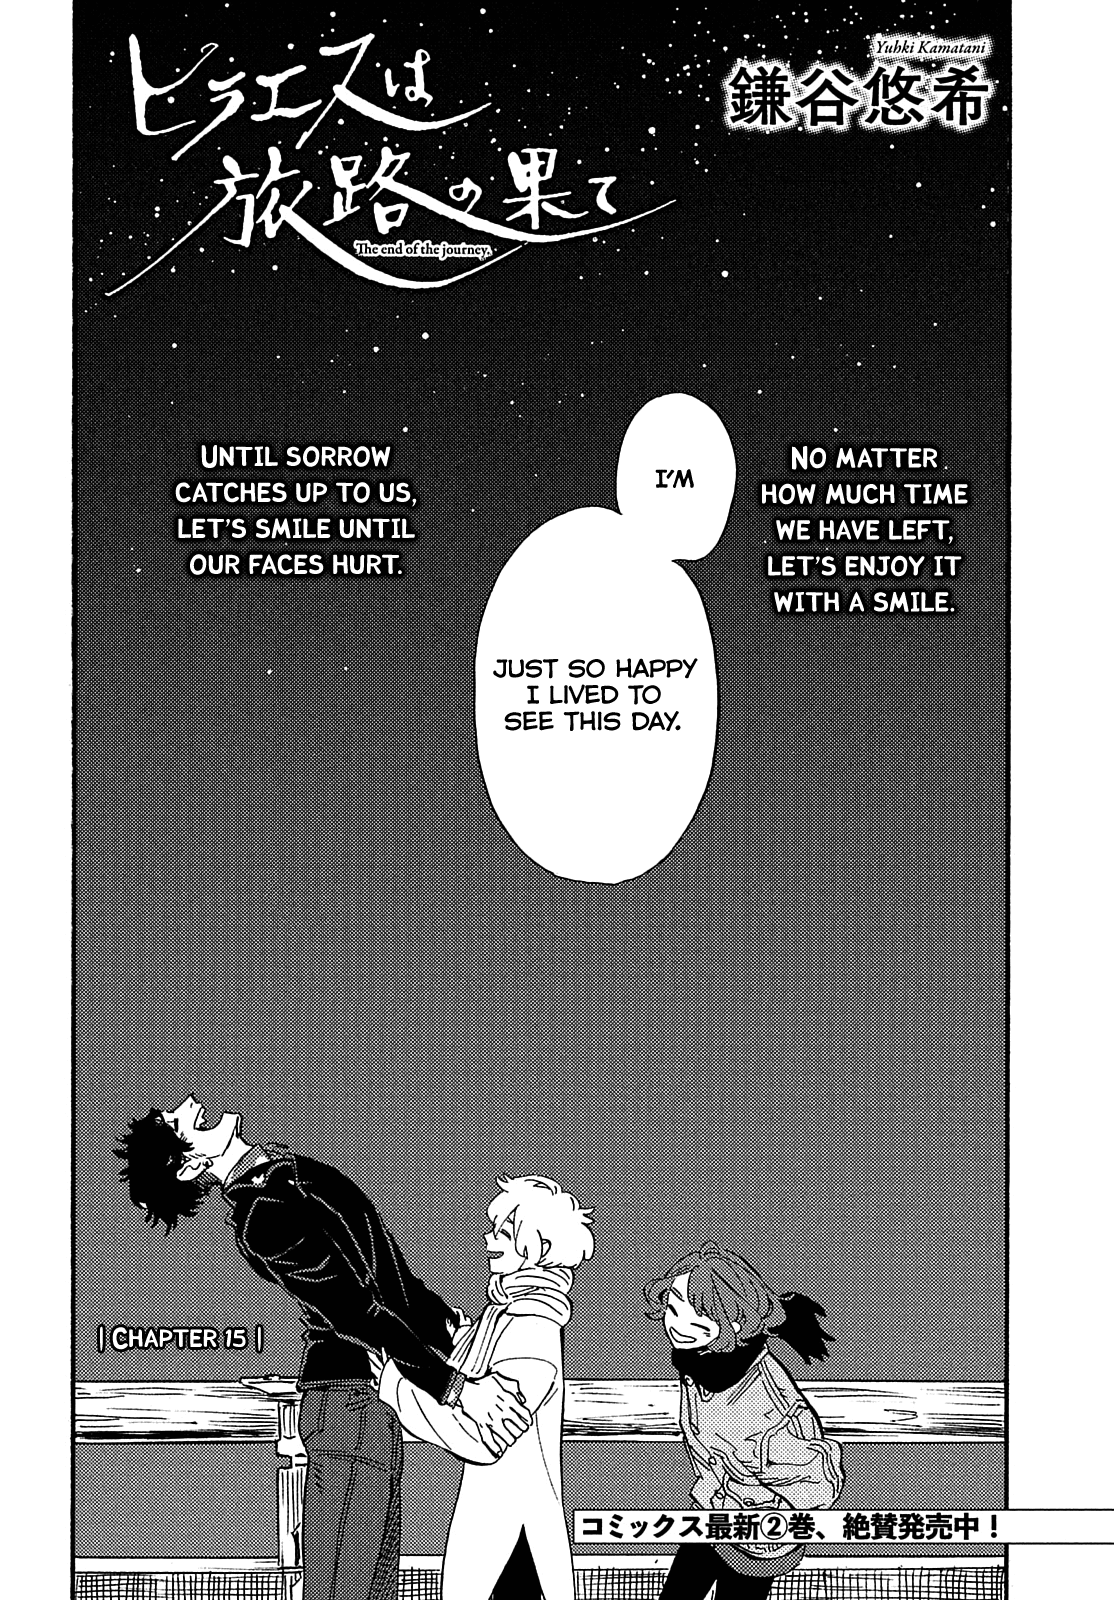 Yuhki Kamatani
鎌谷悠希
ヒラエスは
旅路の果て
The end of the journey.
NO MATTER
HOW MUCH TIME
WE HAVE LEFT,
LET'S ENJOY IT
WITH A SMILE.
I'M
JUST SO HAPPY
I LIVED TO
SEE THIS DAY.
UNTIL SORROW
CATCHES UP TO US,
LET'S SMILE UNTIL
OUR FACES HURT.
| CHAPTER 15 |
コミックス最新②巻、絶賛発売中！